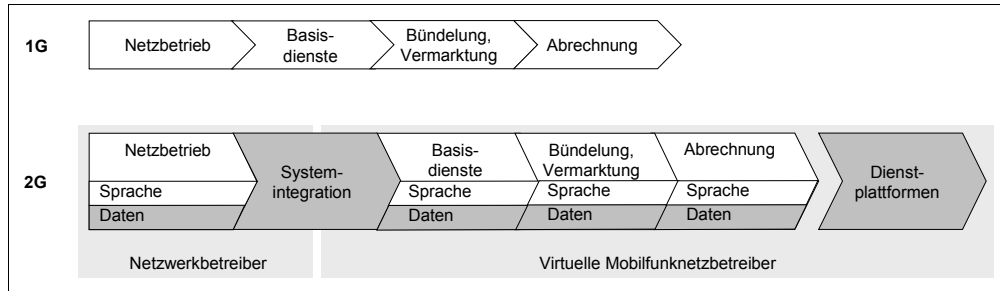 1G
Netzbetrieb
Basis-
dienste
Bündelung,
Vermarktung
Abrechnung
2G
Netzbetrieb
Sprache
Daten
System-
integration
Basis-
dienste
Sprache
Daten
Bündelung,
Vermarktung
Sprache
Daten
Abrechnung
Sprache
Daten
Dienst-
plattformen
Netzwerkbetreiber
Virtuelle Mobilfunknetzbetreiber